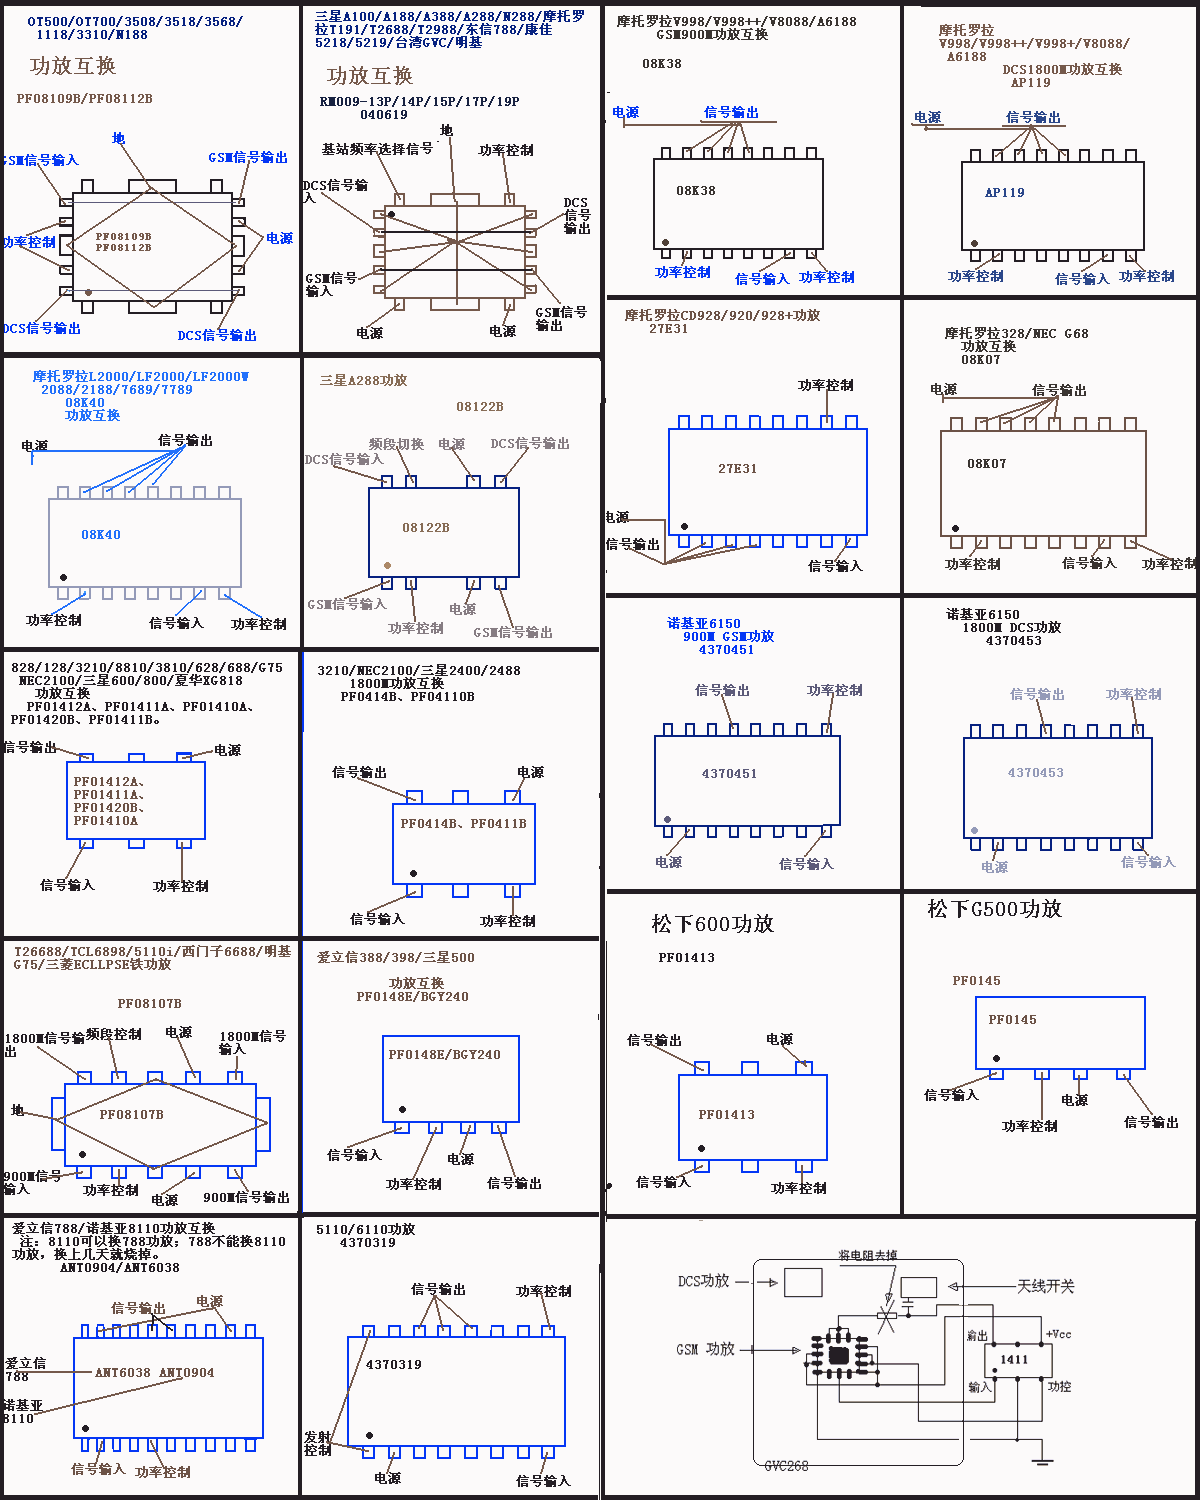 OT500/OT700/3508/3518/3568/
1118/3310/N188
功放互换
PF08109B/PF08112B
地
GSM信号输入
GSM信号输出
功率控制
PF08109B
PF08112B
电源
DCS信号输出
DCS信号输出
三星A100/A188/A388/A288/N288/摩托罗
拉T191/T2688/T2988/东信788/康佳
5218/5219/台湾GVC/明基
功放互换
RM009-13P/14P/15P/17P/19P
040619
地
基站频率选择信号
功率控制
DCS信号输
入
DCS
信号
输出
GSM信号
输入
GSM信号
输出
电源
电源
摩托罗拉V998/V998++/V8088/A6188
GSM900M功放互换
08K38
电源
信号输出
08K38
功率控制
信号输入
功率控制
摩托罗拉
V998/V998++/V998+/V8088/
A6188
DCS1800M功放互换
AP119
电源
信号输出
AP119
功率控制
信号输入
功率控制
摩托罗拉L2000/LF2000/LF2000W
2088/2188/7689/7789
08K40
功放互换
电源
信号输出
08K40
功率控制
信号输入
功率控制
三星A288功放
08122B
频段切换
电源
DCS信号输出
DCS信号输入
08122B
GSM信号输入
功率控制
电源
GSM信号输出
摩托罗拉CD928/920/928+功放
27E31
功率控制
27E31
电源
信号输出
信号输入
摩托罗拉328/NEC G68
功放互换
08K07
电源
信号输出
08K07
功率控制
信号输入
功率控制
诺基亚6150
900M GSM功放
4370451
信号输出
功率控制
4370451
电源
信号输入
诺基亚6150
1800M DCS功放
4370453
信号输出
功率控制
4370453
电源
信号输入
828/128/3210/8810/3810/628/688/G75
NEC2100/三星600/800/夏华XG818
功放互换
PF01412A、PF01411A、PF01410A、
PF01420B、PF01411B。
信号输出
电源
PF01412A、
PF01411A、
PF01420B、
PF01410A
信号输入
功率控制
3210/NEC2100/三星2400/2488
1800M功放互换
PF0414B、PF04110B
信号输出
电源
PF0414B、PF0411B
信号输入
功率控制
松下600功放
PF01413
信号输出
电源
PF01413
信号输入
功率控制
松下G500功放
PF0145
PF0145
信号输入
功率控制
电源
信号输出
T26688/TCL6898/5110i/西门子6688/明基
G75/三菱ECLLPSE铁功放
PF08107B
1800M信号输
出
频段控制
电源
1800M信号
输入
地
PF08107B
900M信号
输入
功率控制
电源
900M信号输出
爱立信388/398/三星500
功放互换
PF0148E/BGY240
PF0148E/BGY240
信号输入
功率控制
电源
信号输出
爱立信788/诺基亚8110功放互换
注：8110可以换788功放；788不能换8110
功放，换上几天就烧掉。
ANT0904/ANT6038
信号输出
电源
爱立信
788
ANT6038 ANT0904
诺基亚
8110
信号输入
功率控制
5110/6110功放
4370319
信号输出
功率控制
4370319
发射
控制
电源
信号输入
将电阻去掉
DCS功放
天线开关
GSM 功放
输出
+Vcc
1411
输入
功控
GVC268